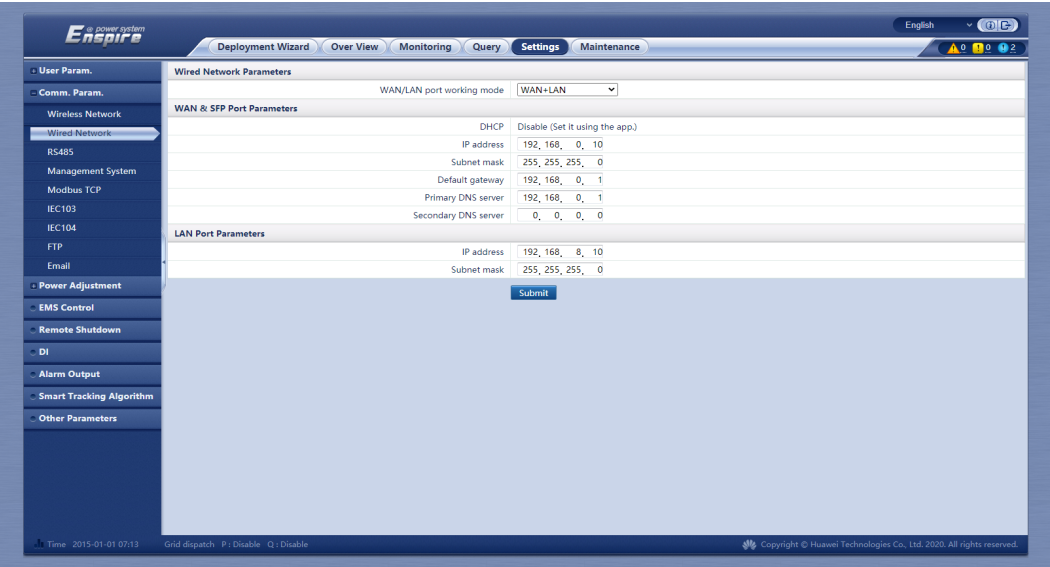 @ power system
Enspire
English
Deployment Wizard
Over View
Monitoring
Query
Settings
Maintenance
0
0
2
User Param.
Comm. Param.
Wireless Network
Wired Network
RS485
Management System
Modbus TCP
IEC103
IEC104
FTP
Email
Power Adjustment
EMS Control
Remote Shutdown
DI
Alarm Output
Smart Tracking Algorithm
Other Parameters
Wired Network Parameters
WAN/LAN port working mode WAN+LAN
WAN & SFP Port Parameters
DHCP Disable (Set it using the app.)
IP address 192. 168. 0. 10
Subnet mask 255. 255. 255. 0
Default gateway 192. 168. 0. 1
Primary DNS server 192. 168. 0. 1
Secondary DNS server 0. 0. 0. 0
LAN Port Parameters
IP address 192. 168. 8. 10
Subnet mask 255. 255. 255. 0
Submit
Time 2015-01-01 07:13 Grid dispatch P : Disable Q : Disable Copyright © Huawei Technologies Co., Ltd. 2020. All rights reserved.